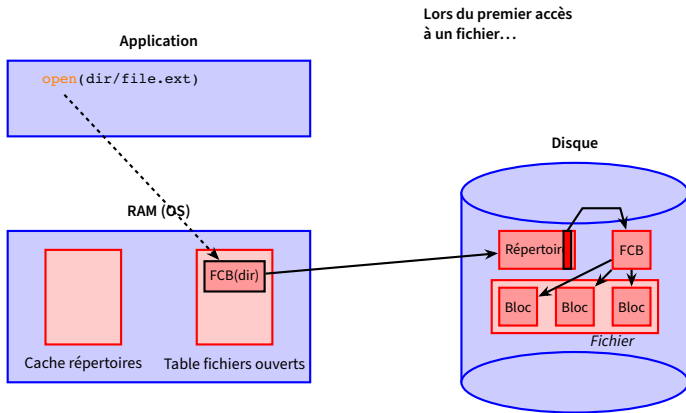 Lors du premier accès
à un fichier…
Application
open(dir/file.ext)
Disque
RAM (OS)
Répertoir
FCB
FCB(dir)
Bloc
Bloc
Bloc
Fichier
Cache répertoires
Table fichiers ouverts